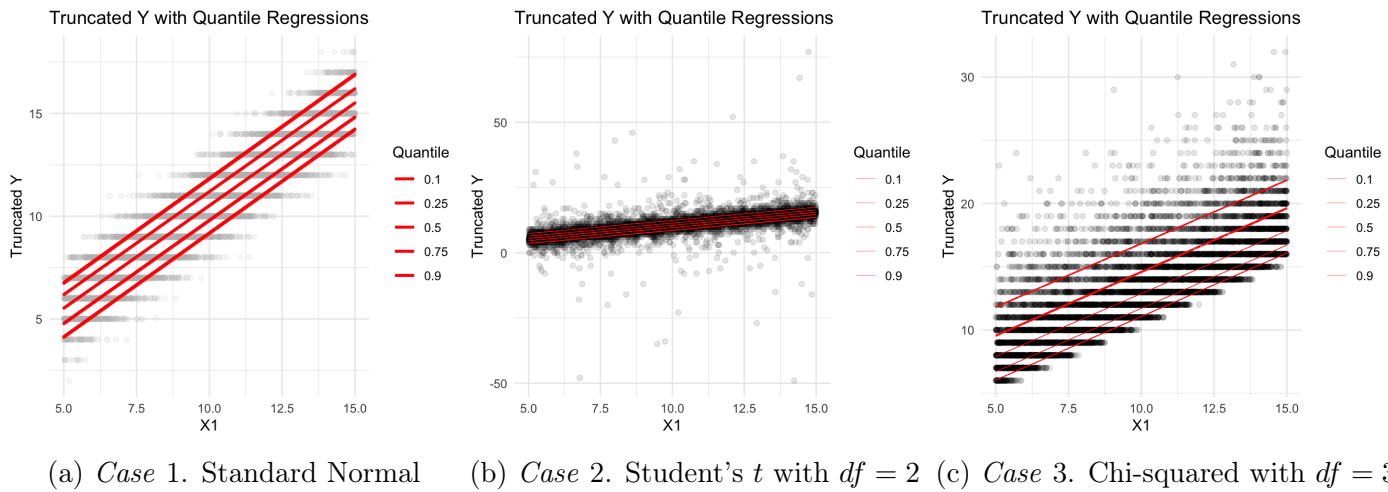 Truncated Y with Quantile Regressions
Truncated Y
15
10
5
5.0 7.5 10.0 12.5 15.0
X1
Quantile
0.1
0.25
0.5
0.75
0.9
(a) Case 1. Standard Normal
Truncated Y with Quantile Regressions
Truncated Y
50
0
-50
5.0 7.5 10.0 12.5 15.0
X1
Quantile
0.1
0.25
0.5
0.75
0.9
(b) Case 2. Student's t with df = 2
Truncated Y with Quantile Regressions
Truncated Y
30
20
10
5.0 7.5 10.0 12.5 15.0
X1
Quantile
0.1
0.25
0.5
0.75
0.9
(c) Case 3. Chi-squared with df = 3